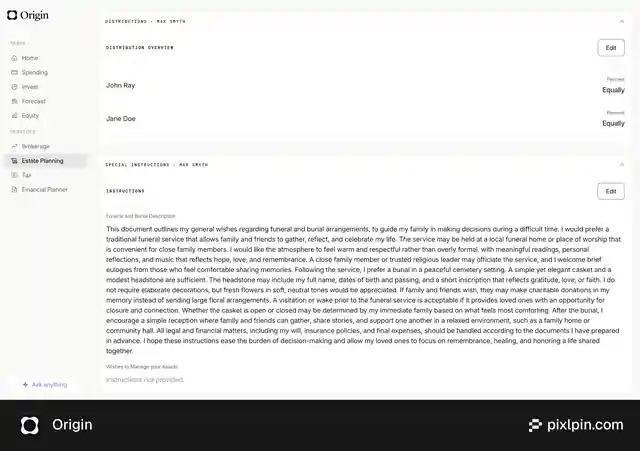 Origin
Home
Spending
Invest
Forecast
Equity
Brokerage
Estate Planning
Tax
Financial Planner
Ask anything
DISTRIBUTIONS - MAX SMYTH
DISTRIBUTION OVERVIEW
Edit
John Ray
Percent
Equally
Jane Doe
Percent
Equally
SPECIAL INSTRUCTIONS - MAX SMYTH
INSTRUCTIONS
Edit
Funeral and Burial Description
This document outlines my general wishes regarding funeral and burial arrangements, to guide my family in making decisions during a difficult time. I would prefer a
traditional funeral service that allows family and friends to gather, reflect, and celebrate my life. The service may be held at a local funeral home or place of worship that
is convenient for close family members. I would like the atmosphere to feel warm and respectful rather than overly formal, with meaningful readings, personal
reflections, and music that reflects hope, love, and remembrance. A close family member or trusted religious leader may officiate the service, and I welcome brief
eulogies from those who feel comfortable sharing memories. Following the service, I prefer a burial in a peaceful cemetery setting. A simple yet elegant casket and a
modest headstone are sufficient. The headstone may include my full name, dates of birth and passing, and a short inscription that reflects gratitude, love, or faith. I do
not require elaborate decorations, but fresh flowers in soft, neutral tones would be appreciated. If family and friends wish, they may make charitable donations in my
memory instead of sending large floral arrangements. A visitation or wake prior to the funeral service is acceptable if it provides loved ones with an opportunity for
closure and connection. Whether the casket is open or closed may be determined by my immediate family based on what feels most comforting. After the burial, I
encourage a simple reception where family and friends can gather, share stories, and support one another in a relaxed environment, such as a family home or
community hall. All legal and financial matters, including my will, insurance policies, and final expenses, should be handled according to the documents I have prepared
in advance. I hope these instructions ease the burden of decision-making and allow my loved ones to focus on remembrance, healing, and honoring a life shared
together.
Wishes to Manage your Assets
Instructions not provided.
Origin
pixlpin.com